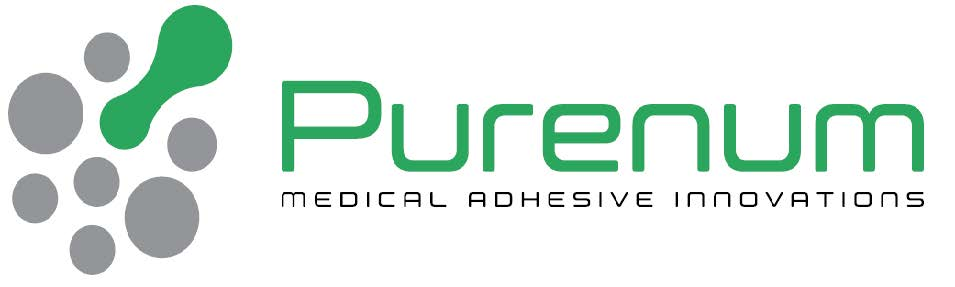 Purenum
MEDICAL ADHESIVE INNOVATIONS